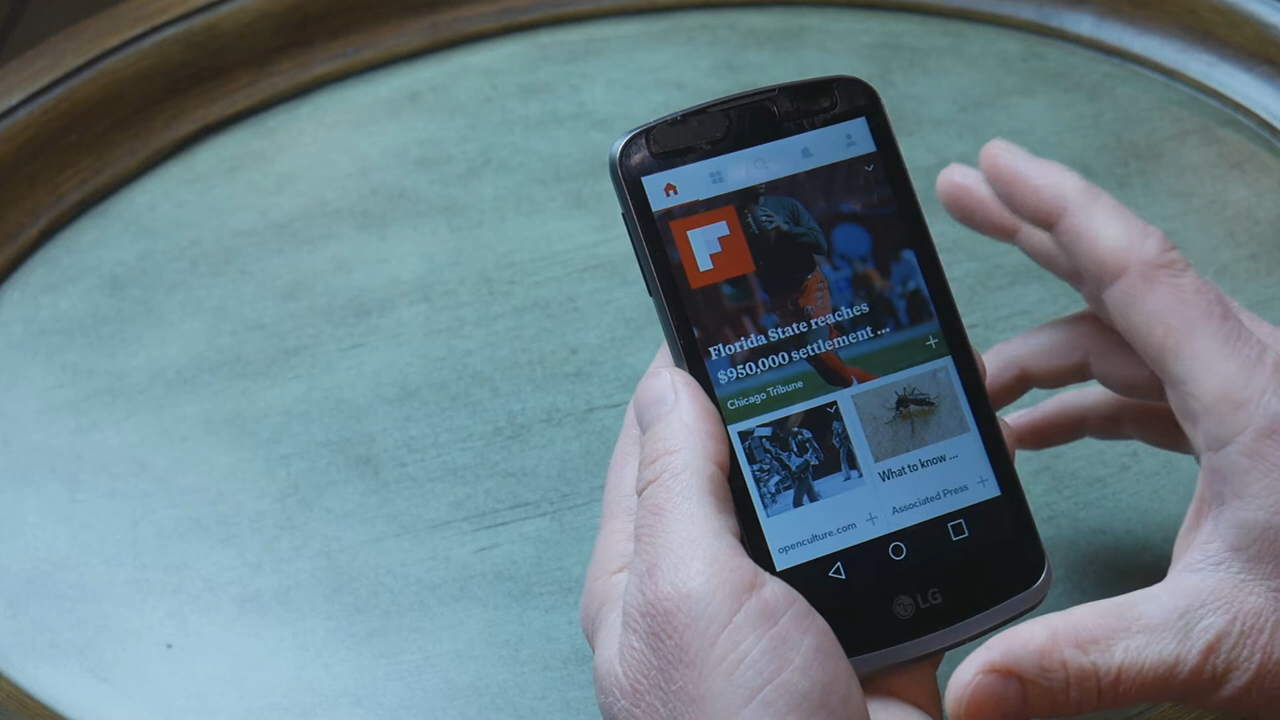 Florida State reaches
$950,000 settlement ...
Chicago Tribune
What to know ...
openculture.com
Associated Press
LG